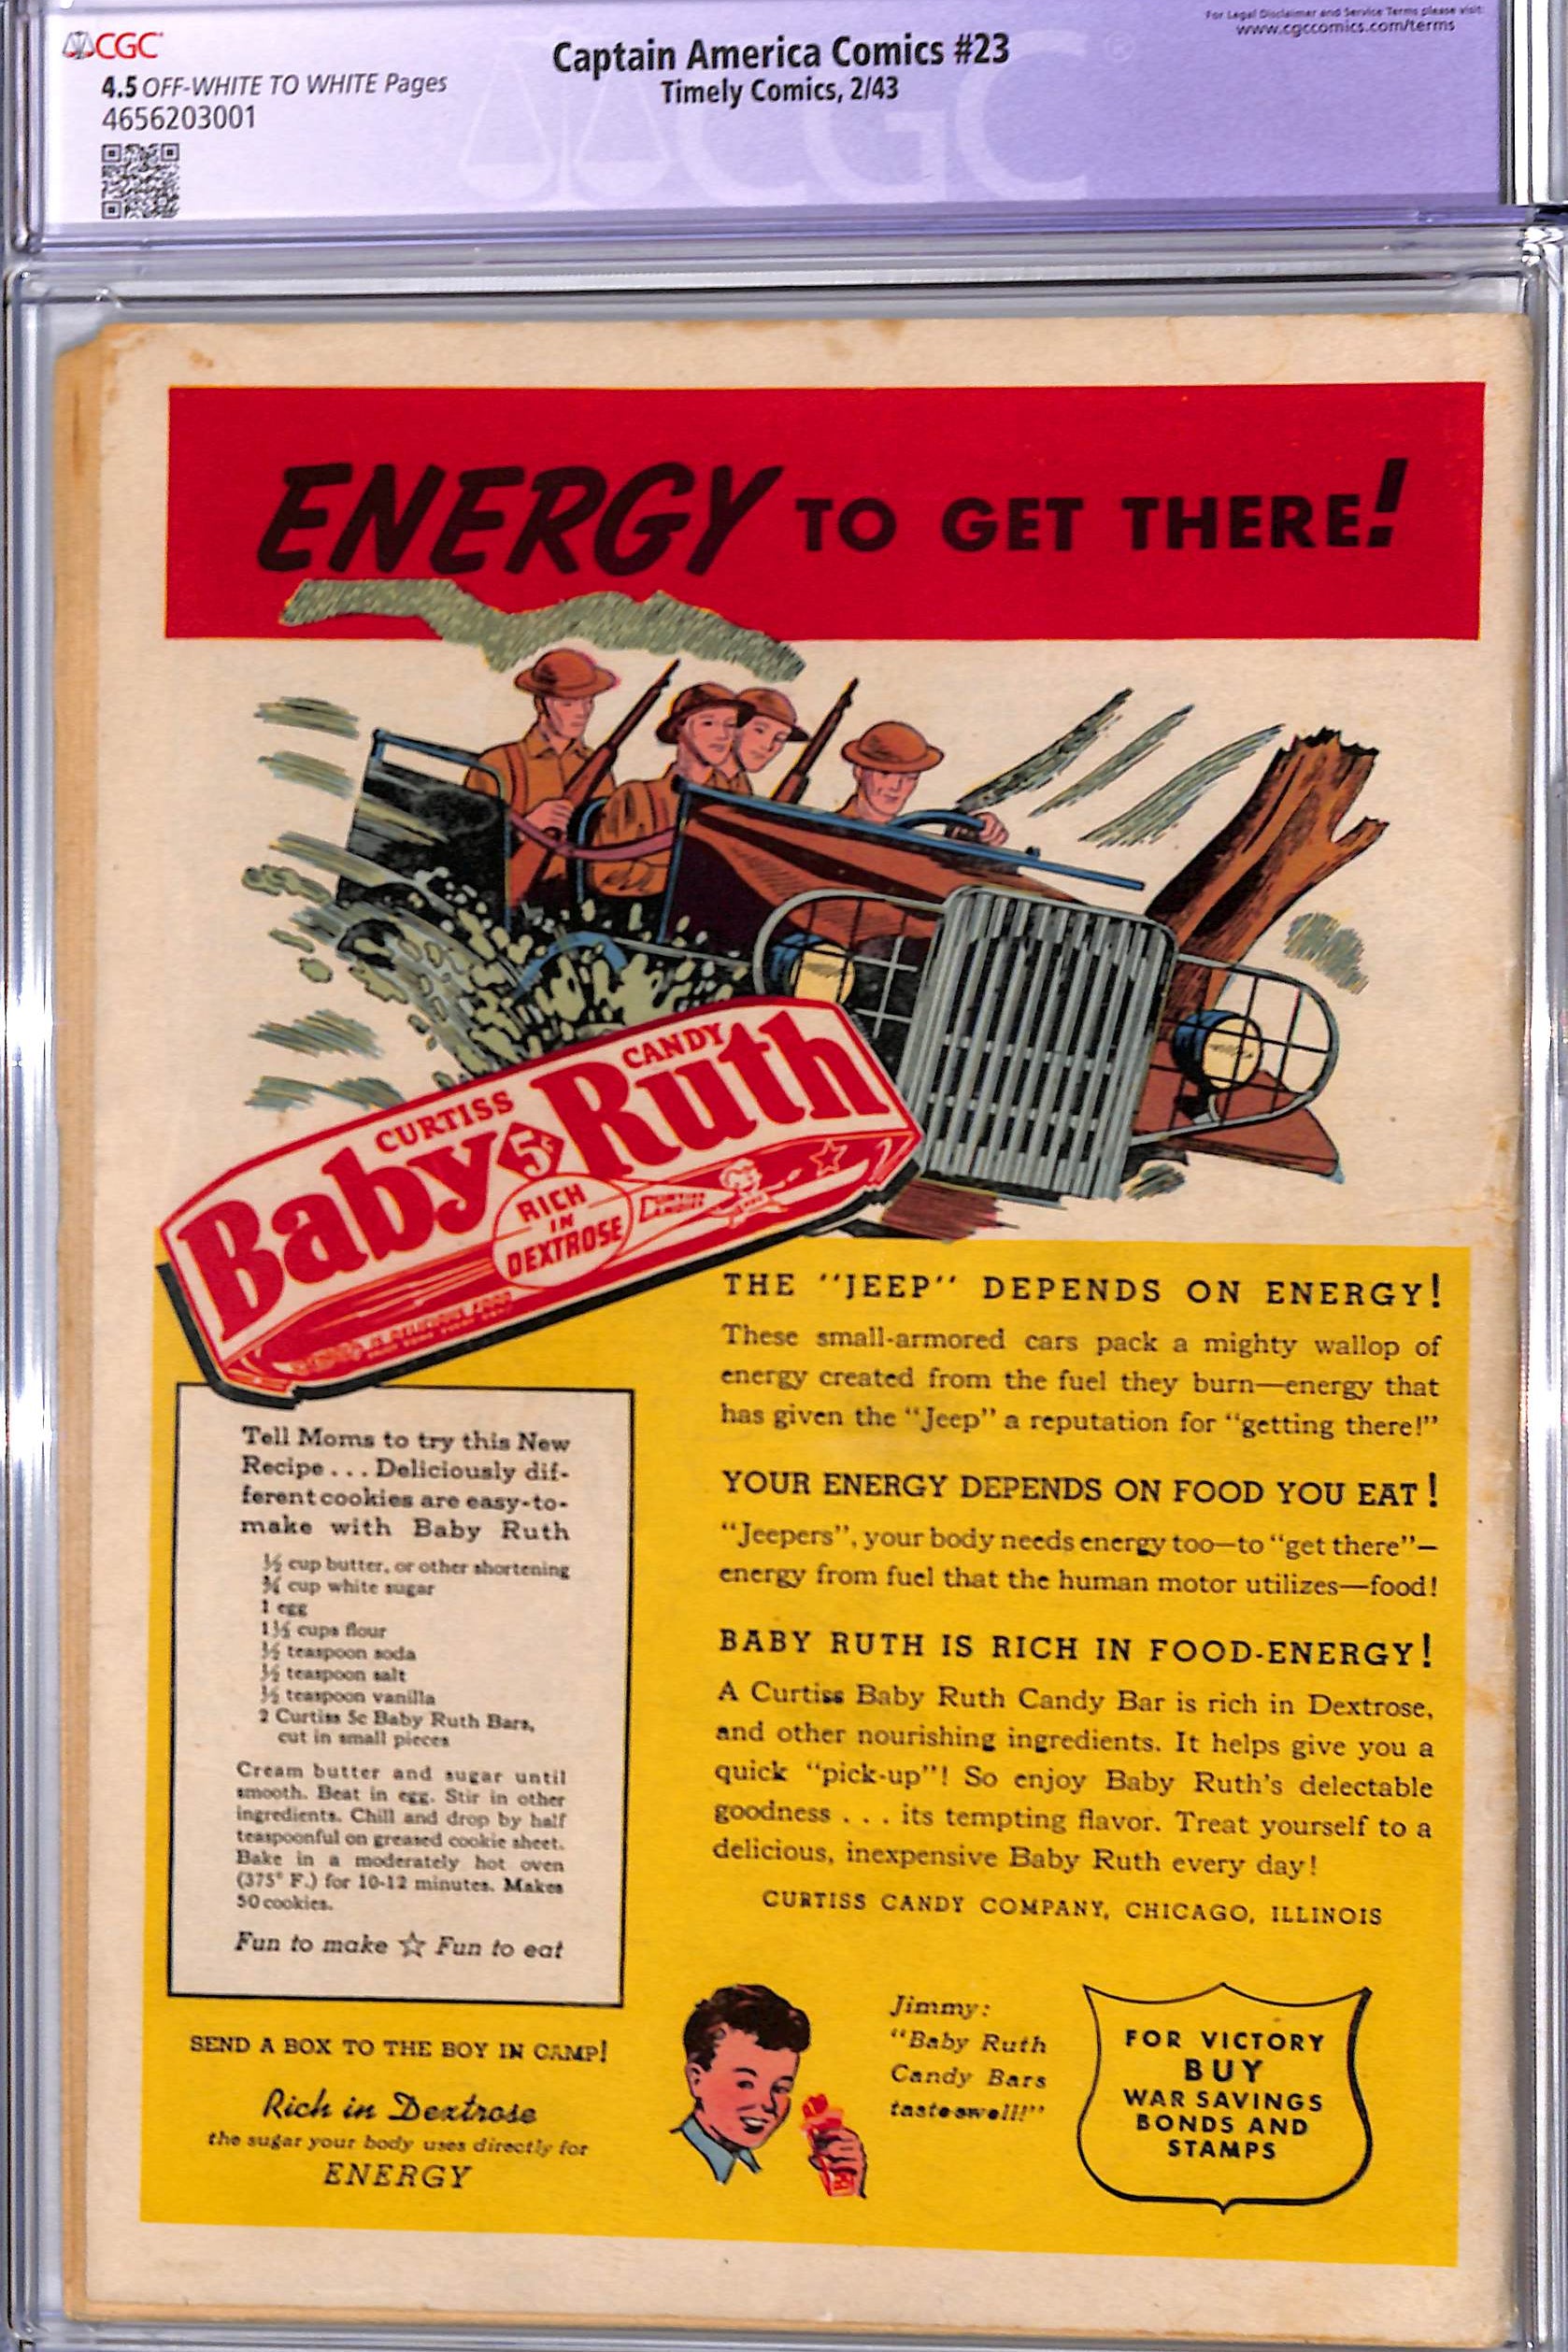 CGC
4.5 OFF-WHITE TO WHITE Pages
4656203001
Captain America Comics #23
Timely Comics, 2/43
For Legal Disclaimer and Service Terms please visit:
www.cgccomics.com/terms
CGC
ENERGY TO GET THERE!
CURTISS CANDY
Baby 5¢ Ruth
RICH
IN
DEXTROSE
CURTISS
CANDIES
THE "JEEP" DEPENDS ON ENERGY!
These small-armored cars pack a mighty wallop of
energy created from the fuel they burn—energy that
has given the "Jeep" a reputation for "getting there!"
YOUR ENERGY DEPENDS ON FOOD YOU EAT!
"Jeepers", your body needs energy too—to "get there"—
energy from fuel that the human motor utilizes—food!
BABY RUTH IS RICH IN FOOD-ENERGY!
A Curtiss Baby Ruth Candy Bar is rich in Dextrose,
and other nourishing ingredients. It helps give you a
quick "pick-up"! So enjoy Baby Ruth's delectable
goodness . . . its tempting flavor. Treat yourself to a
delicious, inexpensive Baby Ruth every day!
CURTISS CANDY COMPANY, CHICAGO, ILLINOIS
Tell Moms to try this New
Recipe . . . Deliciously dif-
ferent cookies are easy-to-
make with Baby Ruth
½ cup butter, or other shortening
¾ cup white sugar
1 egg
1⅓ cups flour
½ teaspoon soda
½ teaspoon salt
½ teaspoon vanilla
2 Curtiss 5c Baby Ruth Bars,
cut in small pieces
Cream butter and sugar until
smooth. Beat in egg. Stir in other
ingredients. Chill and drop by half
teaspoonful on greased cookie sheet.
Bake in a moderately hot oven
(375° F.) for 10-12 minutes. Makes
50 cookies.
Fun to make ☆ Fun to eat
SEND A BOX TO THE BOY IN CAMP!
Rich in Dextrose
the sugar your body uses directly for
ENERGY
Jimmy:
"Baby Ruth
Candy Bars
taste swell!"
FOR VICTORY
BUY
WAR SAVINGS
BONDS AND
STAMPS